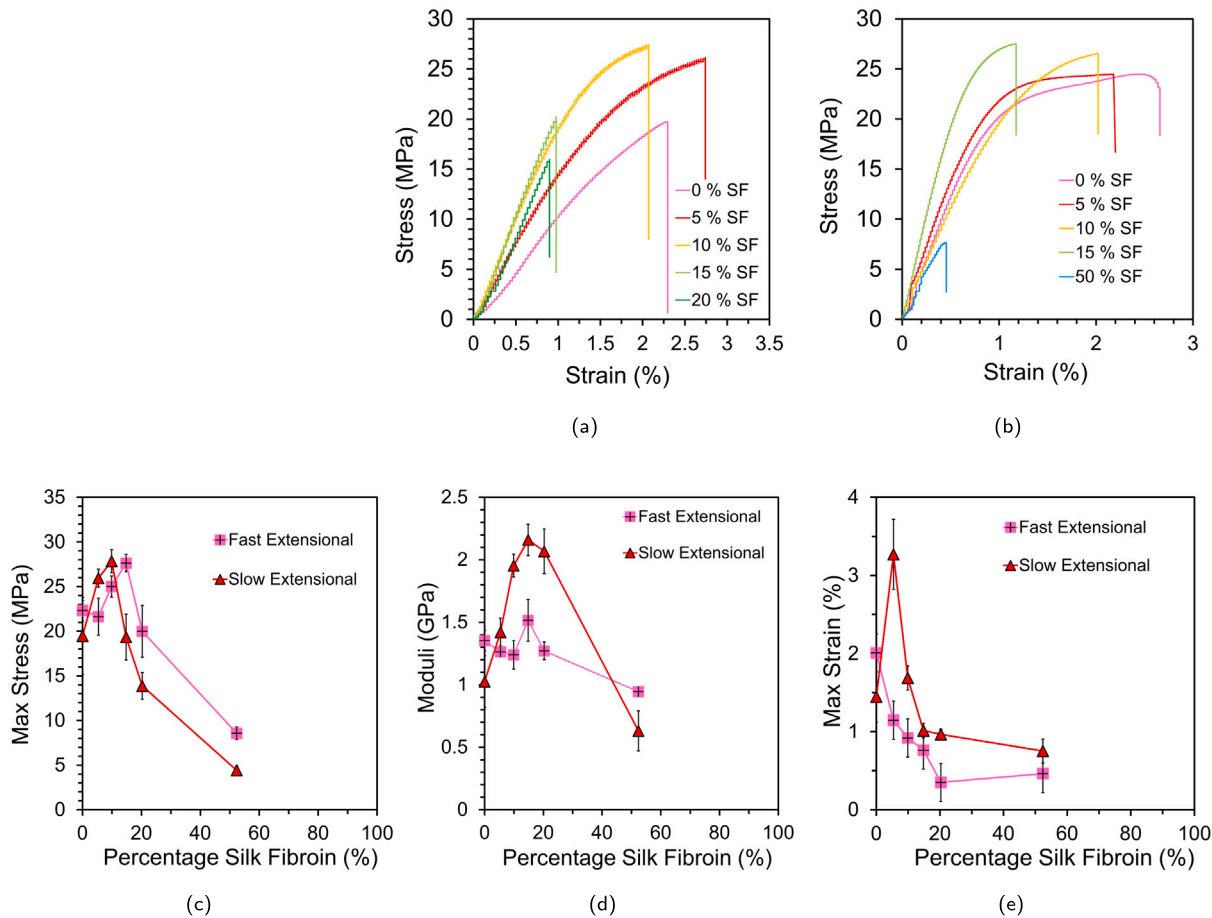 30
25
20
15
10
5
0
Stress (MPa)
0 % SF
5 % SF
10 % SF
15 % SF
20 % SF
0 0.5 1 1.5 2 2.5 3 3.5
Strain (%)
(a)
30
25
20
15
10
5
0
Stress (MPa)
0 % SF
5 % SF
10 % SF
15 % SF
50 % SF
0 1 2 3
Strain (%)
(b)
35
30
25
20
15
10
5
0
Max Stress (MPa)
Fast Extensional
Slow Extensional
0 20 40 60 80 100
Percentage Silk Fibroin (%)
(c)
2.5
2
1.5
1
0.5
0
Moduli (GPa)
Fast Extensional
Slow Extensional
0 20 40 60 80 100
Percentage Silk Fibroin (%)
(d)
4
3
2
1
0
Max Strain (%)
Fast Extensional
Slow Extensional
0 20 40 60 80 100
Percentage Silk Fibroin (%)
(e)